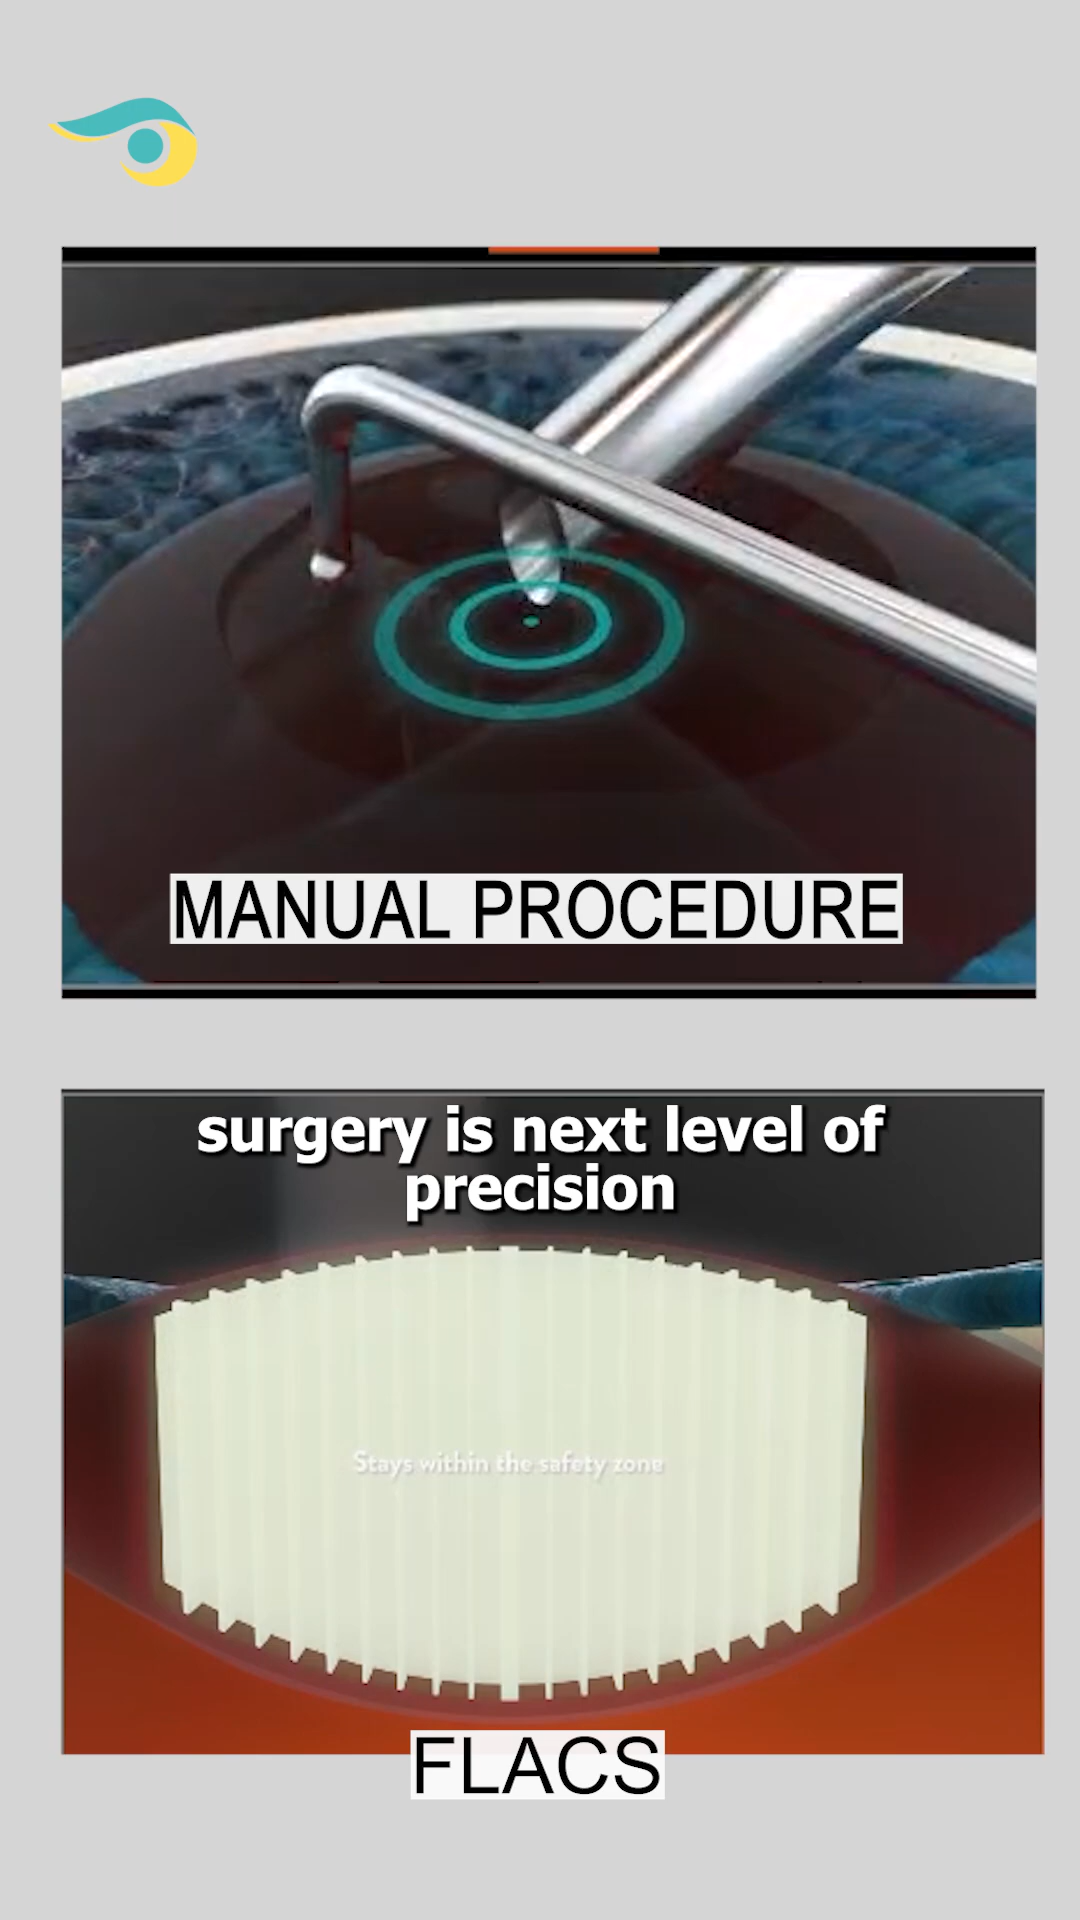 MANUAL PROCEDURE
surgery is next level of
precision
Stays within the safety zone
FLACS